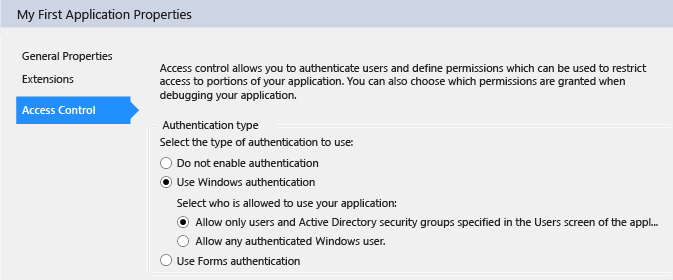 My First Application Properties
General Properties
Extensions
Access Control
Access control allows you to authenticate users and define permissions which can be used to restrict
access to portions of your application. You can also choose which permissions are granted when
debugging your application.
Authentication type
Select the type of authentication to use:
Do not enable authentication
Use Windows authentication
Select who is allowed to use your application:
Allow only users and Active Directory security groups specified in the Users screen of the appl...
Allow any authenticated Windows user.
Use Forms authentication